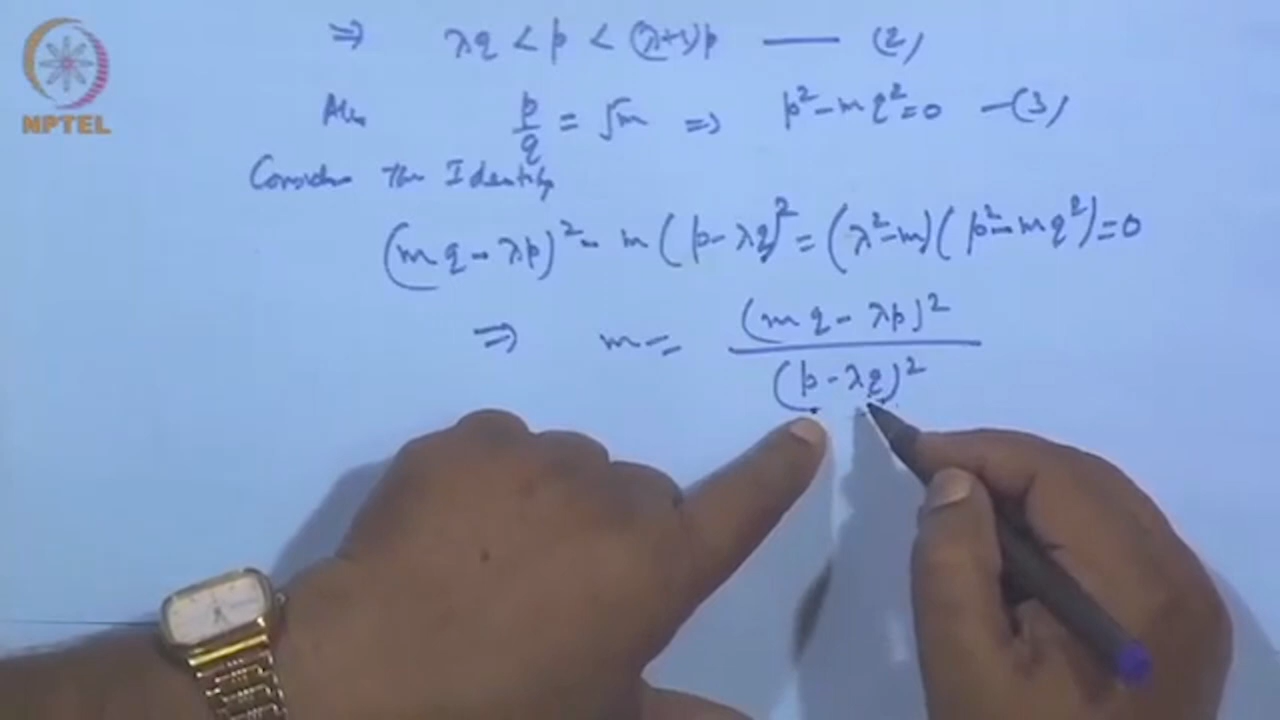 NPTEL
⇒ λq < p < (λ+1)p —— (2)
Also p/q = √m ⇒ p² - mq² = 0 — (3)
Consider the Identity
(mq - λp)² - m(p - λq)² = (λ² - m)(p² - mq²) = 0
⇒ m = (mq - λp)² / (p - λq)²